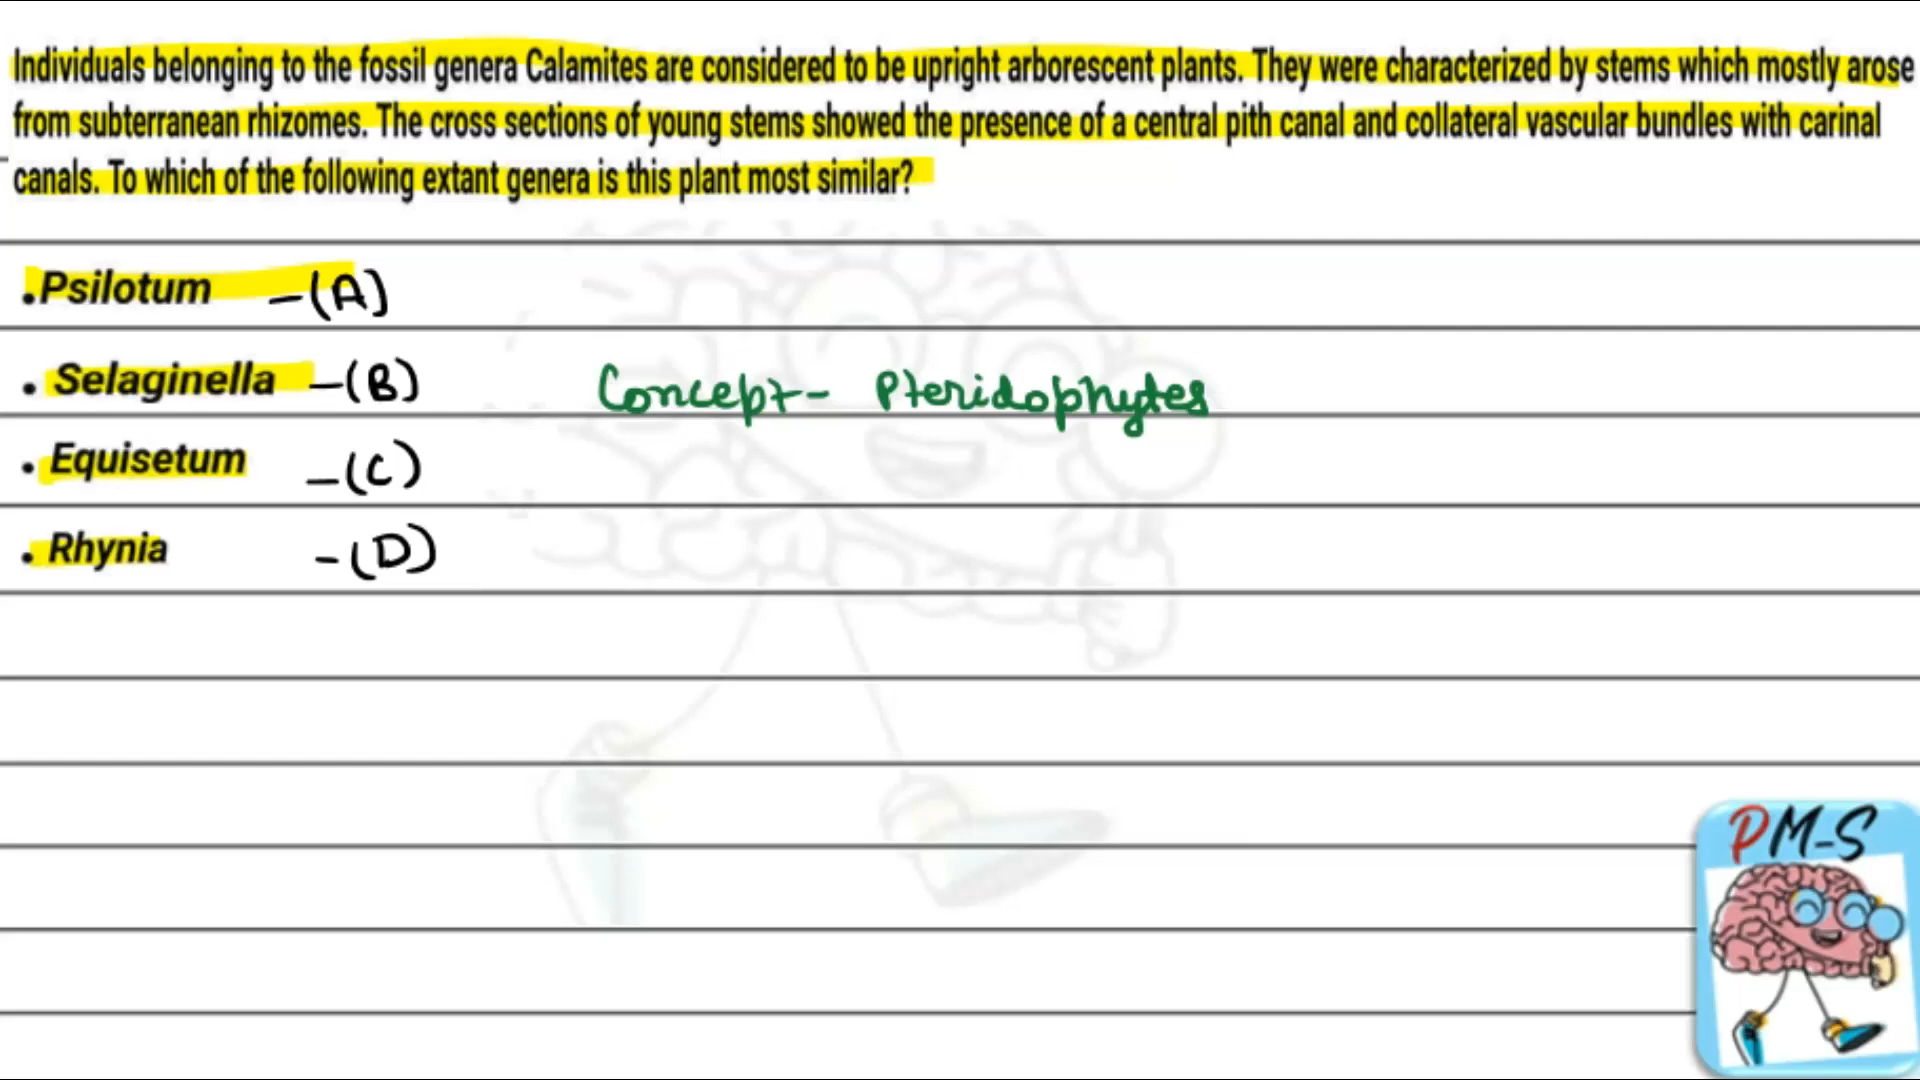 Individuals belonging to the fossil genera Calamites are considered to be upright arborescent plants. They were characterized by stems which mostly arose
from subterranean rhizomes. The cross sections of young stems showed the presence of a central pith canal and collateral vascular bundles with carinal
canals. To which of the following extant genera is this plant most similar?
.Psilotum -(A)
. Selaginella -(B)
Concept- Pteridophytes
. Equisetum -(C)
. Rhynia -(D)
PM-S